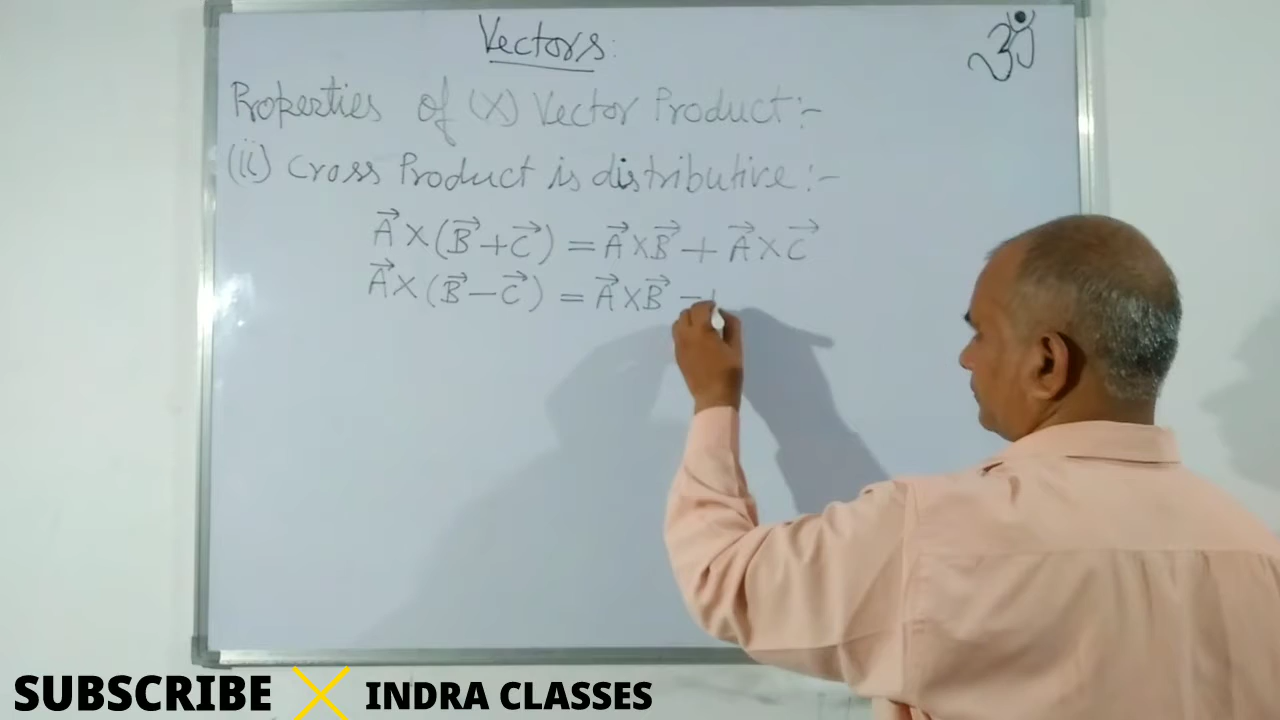 Vectors:
ॐ
Properties of (X) Vector Product:-
(ii) Cross Product is distributive:-
A⃗ × (B⃗ + C⃗) = A⃗ × B⃗ + A⃗ × C⃗
A⃗ × (B⃗ − C⃗) = A⃗ × B⃗ −
SUBSCRIBE INDRA CLASSES